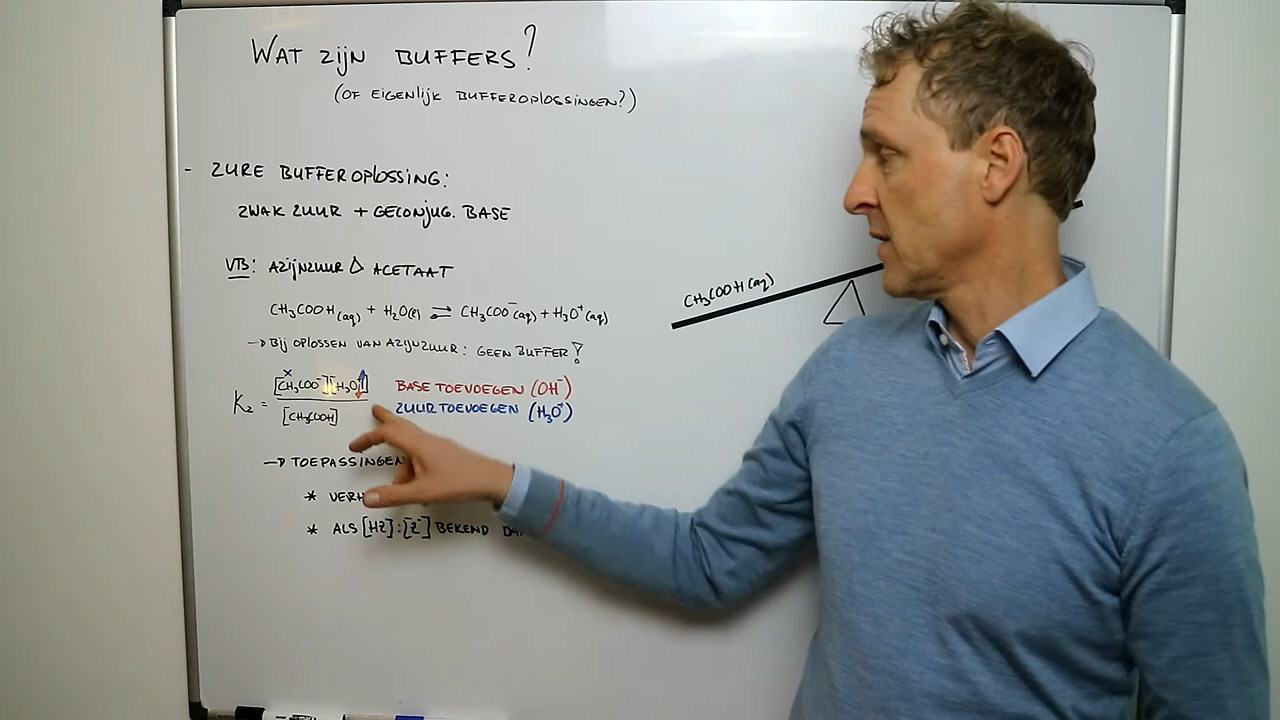 WAT ZIJN BUFFERS?
(OF EIGENLIJK BUFFEROPLOSSINGEN?)
- ZURE BUFFEROPLOSSING:
ZWAK ZUUR + GECONJUG. BASE
VTB: AZIJNZUUR Δ ACETAAT
CH₃COOH(aq) + H₂O(l) ⇌ CH₃COO⁻(aq) + H₃O⁺(aq)
→ BIJ OPLOSSEN VAN AZIJNZUUR: GEEN BUFFER!
Kz = [CH₃COO⁻][H₃O⁺] / [CH₃COOH]
BASE TOEVOEGEN (OH⁻)
ZUUR TOEVOEGEN (H₃O⁺)
→ TOEPASSINGEN
*
* ALS [HZ]:[Z⁻] BEKEND
CH₃COOH(aq)